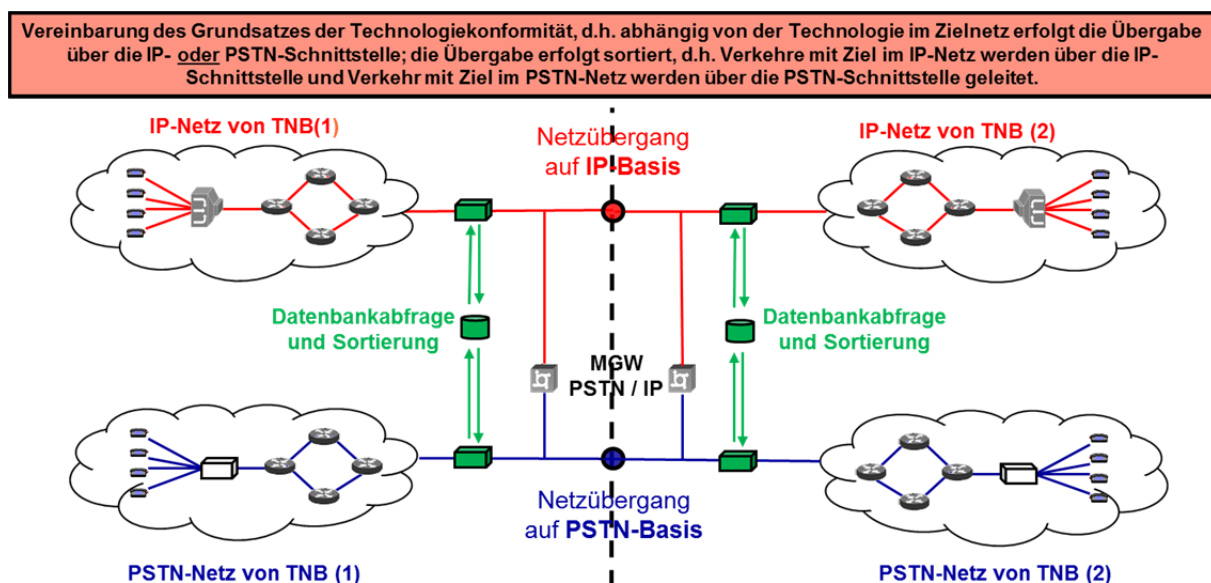 Vereinbarung des Grundsatzes der Technologiekonformität, d.h. abhängig von der Technologie im Zielnetz erfolgt die Übergabe
über die IP- oder PSTN-Schnittstelle; die Übergabe erfolgt sortiert, d.h. Verkehre mit Ziel im IP-Netz werden über die IP-
Schnittstelle und Verkehr mit Ziel im PSTN-Netz werden über die PSTN-Schnittstelle geleitet.
IP-Netz von TNB(1)
Netzübergang
auf IP-Basis
IP-Netz von TNB (2)
Datenbankabfrage
und Sortierung
MGW
PSTN / IP
Datenbankabfrage
und Sortierung
Netzübergang
auf PSTN-Basis
PSTN-Netz von TNB (1)
PSTN-Netz von TNB (2)